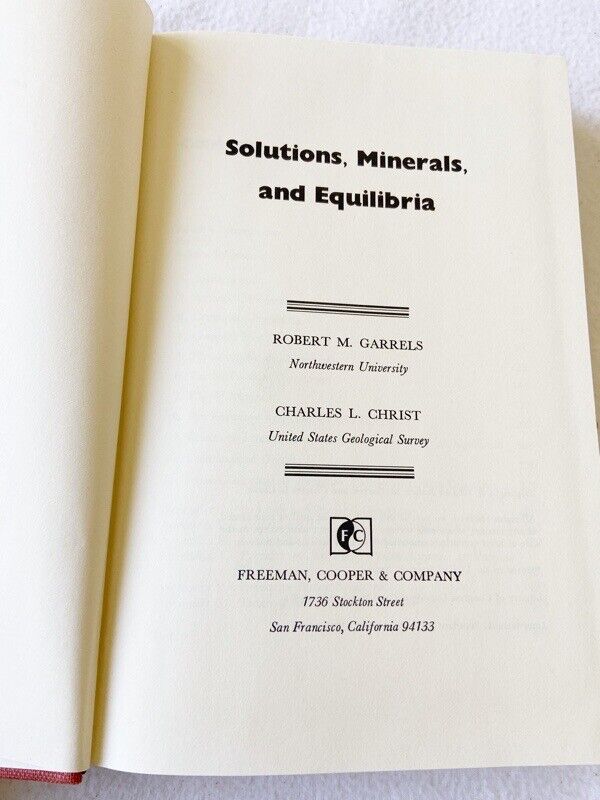 Solutions, Minerals,
and Equilibria
ROBERT M. GARRELS
Northwestern University
CHARLES L. CHRIST
United States Geological Survey
F C
FREEMAN, COOPER & COMPANY
1736 Stockton Street
San Francisco, California 94133